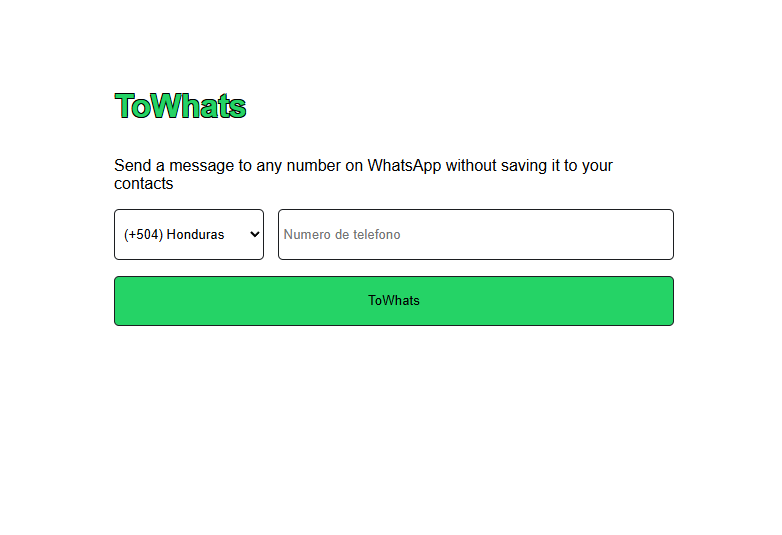 ToWhats
Send a message to any number on WhatsApp without saving it to your
contacts
(+504) Honduras
Numero de telefono
ToWhats